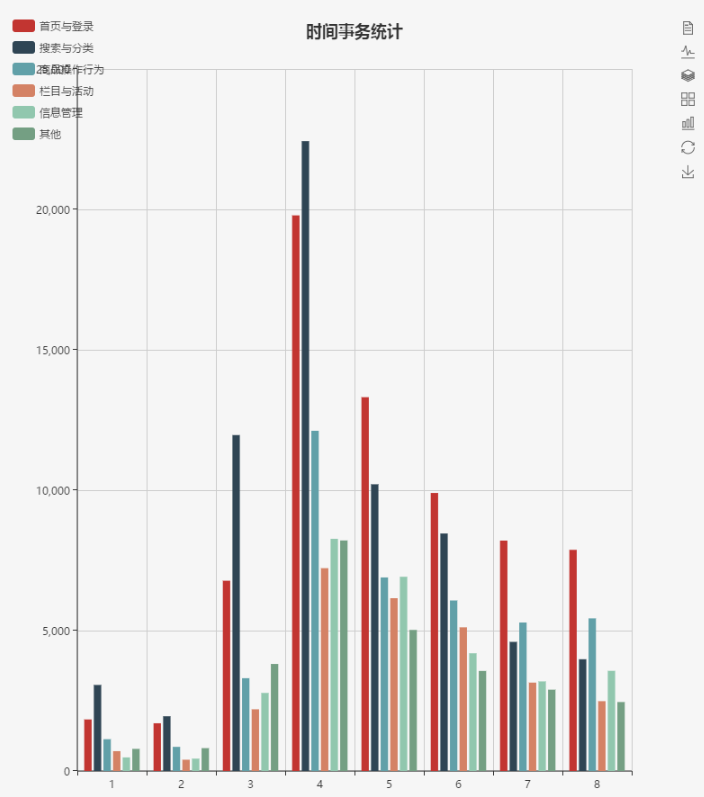 时间事务统计
首页与登录
搜索与分类
商品操作行为
栏目与活动
信息管理
其他
25,000
20,000
15,000
10,000
5,000
0
1 2 3 4 5 6 7 8